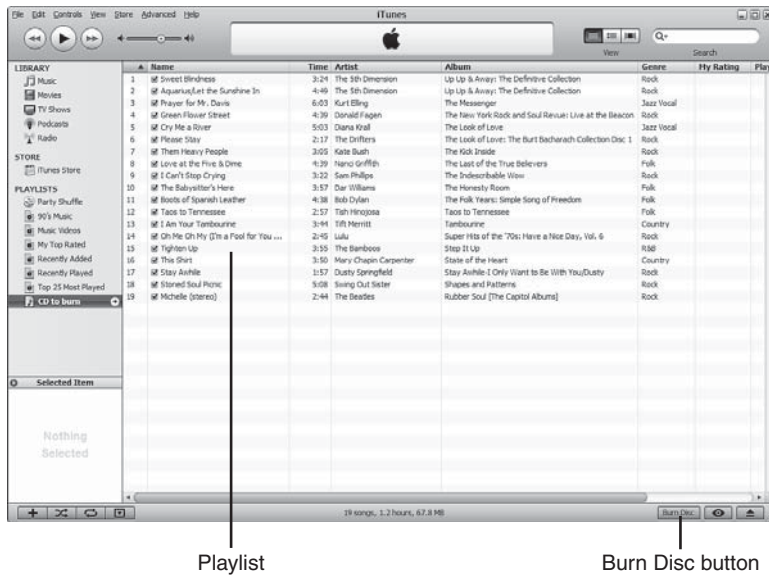 File Edit Controls View Store Advanced Help
iTunes
View
Search
LIBRARY
Music
Movies
TV Shows
Podcasts
Radio
STORE
iTunes Store
PLAYLISTS
Party Shuffle
90's Music
Music Videos
My Top Rated
Recently Added
Recently Played
Top 25 Most Played
CD to burn
Selected Item
Nothing
Selected
Name Time Artist Album Genre My Rating Play
1 Sweet Blindness 3:24 The 5th Dimension Up Up & Away: The Definitive Collection Rock
2 Aquarius/Let the Sunshine In 4:49 The 5th Dimension Up Up & Away: The Definitive Collection Rock
3 Prayer for Mr. Davis 6:03 Kurt Elling The Messenger Jazz Vocal
4 Green Flower Street 4:39 Donald Fagen The New York Rock and Soul Revue: Live at the Beacon Rock
5 Cry Me a River 5:03 Diana Krall The Look of Love Jazz Vocal
6 Please Stay 2:17 The Drifters The Look of Love: The Burt Bacharach Collection Disc 1 Rock
7 Them Heavy People 3:05 Kate Bush The Kick Inside Rock
8 Love at the Five & Dime 4:39 Nanci Griffith The Last of the True Believers Folk
9 I Can't Stop Crying 3:22 Sam Phillips The Indescribable Wow Rock
10 The Babysitter's Here 3:57 Dar Williams The Honesty Room Folk
11 Boots of Spanish Leather 4:38 Bob Dylan The Folk Years: Simple Song of Freedom Folk
12 Taos to Tennessee 2:57 Tish Hinojosa Taos to Tennessee Folk
13 I Am Your Tambourine 3:44 Tift Merritt Tambourine Country
14 Oh Me Oh My (I'm a Fool for You ... 2:45 Lulu Super Hits of the '70s: Have a Nice Day, Vol. 6 Rock
15 Tighten Up 3:55 The Bamboos Step It Up R&B
16 This Shirt 3:50 Mary Chapin Carpenter State of the Heart Country
17 Stay Awhile 1:57 Dusty Springfield Stay Awhile-I Only Want to Be With You/Dusty Rock
18 Stoned Soul Picnic 5:08 Swing Out Sister Shapes and Patterns Rock
19 Michelle (stereo) 2:44 The Beatles Rubber Soul [The Capitol Albums] Rock
19 songs, 1.2 hours, 67.8 MB
Burn Disc
Playlist
Burn Disc button